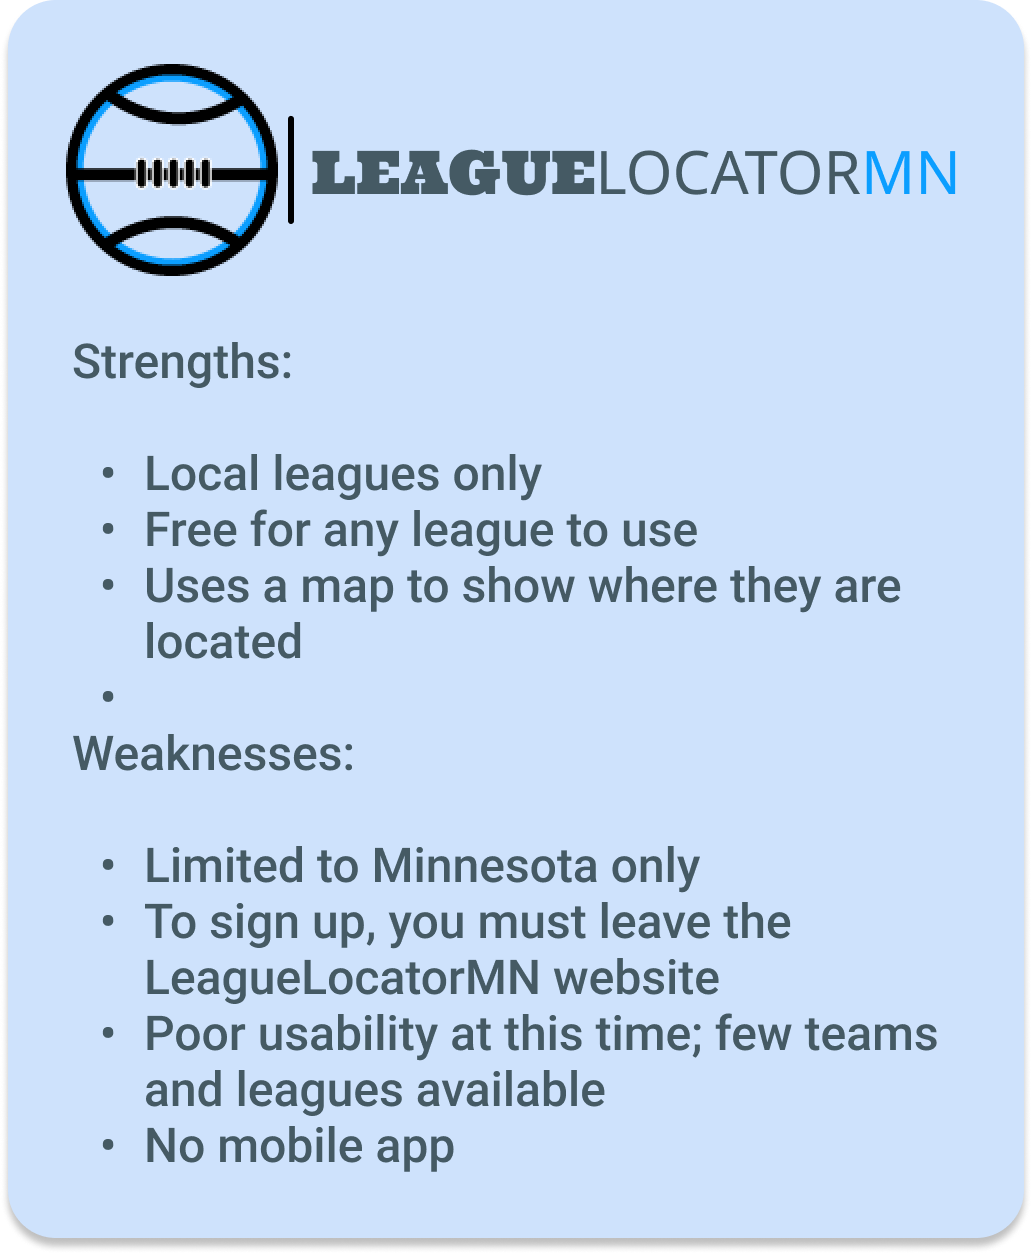 LEAGUELOCATORMN
Strengths:
• Local leagues only
• Free for any league to use
• Uses a map to show where they are
located
•
Weaknesses:
• Limited to Minnesota only
• To sign up, you must leave the
LeagueLocatorMN website
• Poor usability at this time; few teams
and leagues available
• No mobile app